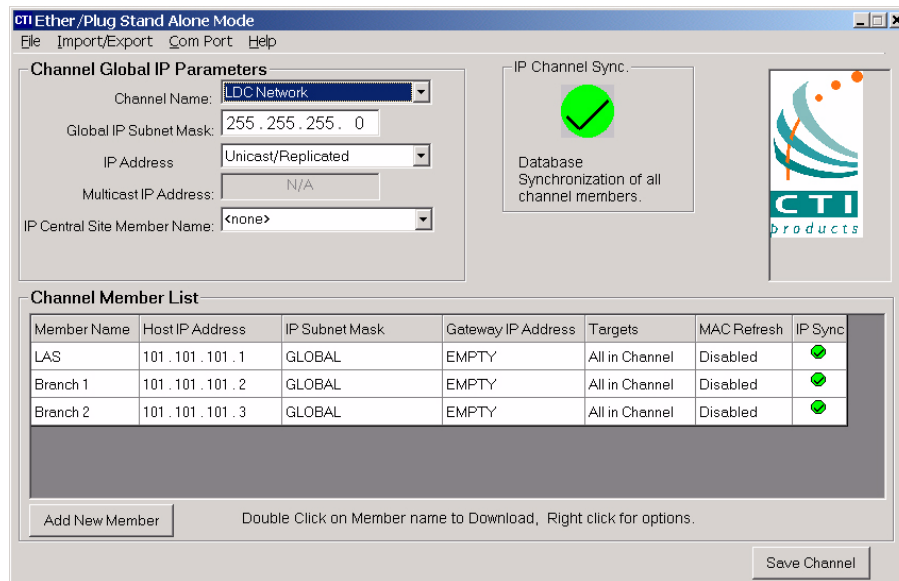 CTI Ether/Plug Stand Alone Mode
File Import/Export Com Port Help
Channel Global IP Parameters
Channel Name: LDC Network
Global IP Subnet Mask: 255 . 255 . 255 . 0
IP Address Unicast/Replicated
Multicast IP Address: N/A
IP Central Site Member Name: <none>
IP Channel Sync.
Database
Synchronization of all
channel members.
CTI
products
Channel Member List
Member Name Host IP Address IP Subnet Mask Gateway IP Address Targets MAC Refresh IP Sync
LAS 101 . 101 . 101 . 1 GLOBAL EMPTY All in Channel Disabled
Branch 1 101 . 101 . 101 . 2 GLOBAL EMPTY All in Channel Disabled
Branch 2 101 . 101 . 101 . 3 GLOBAL EMPTY All in Channel Disabled
Add New Member Double Click on Member name to Download, Right click for options.
Save Channel